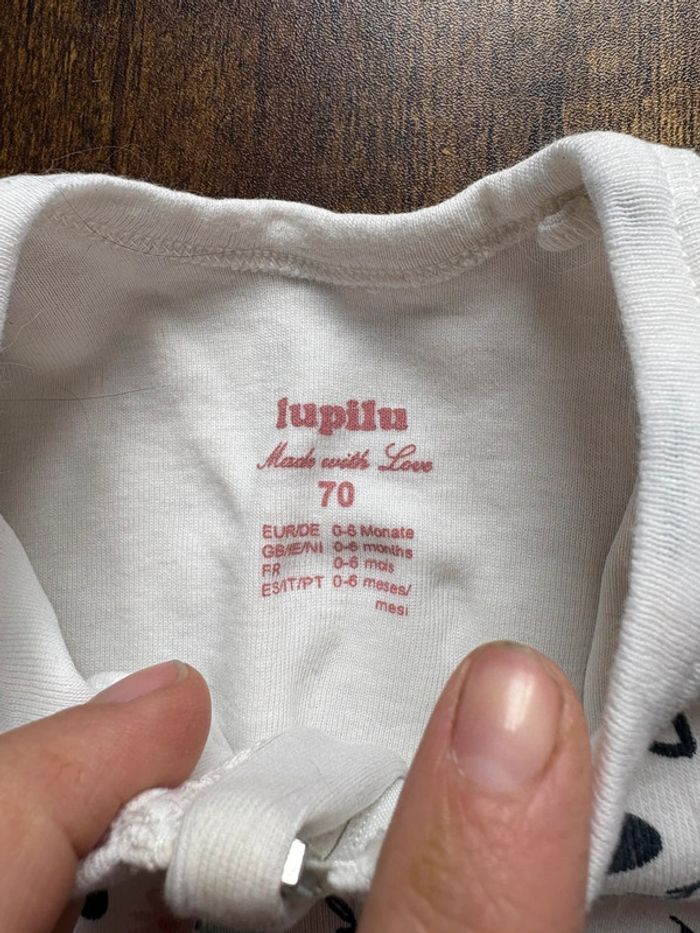 lupilu
Made with Love
70
EUR/DE 0-6 Monate
GB/IE/NI 0-6 months
FR 0-6 mois
ES/IT/PT 0-6 meses/
mesi